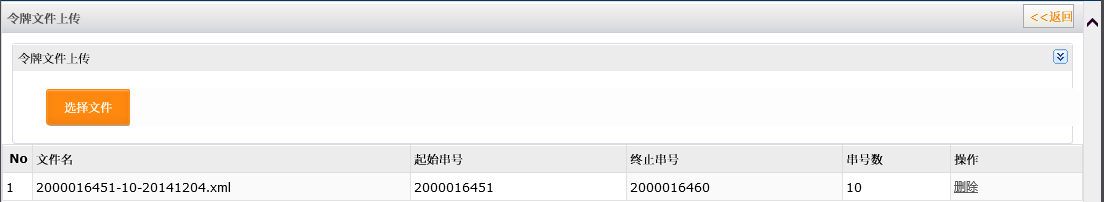 令牌文件上传
<<返回
令牌文件上传
选择文件
No 文件名 起始串号 终止串号 串号数 操作
1 2000016451-10-20141204.xml 2000016451 2000016460 10 删除